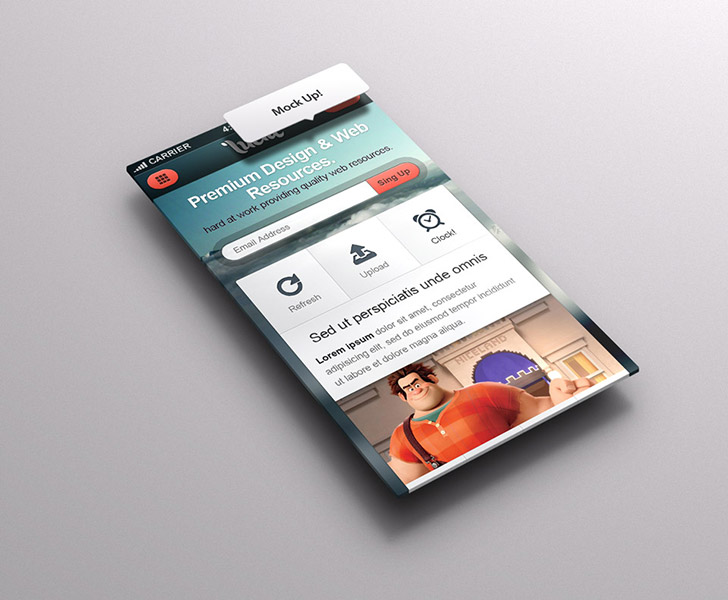 Mock Up!
CARRIER
Premium Design & Web
Resources.
hard at work providing quality web resources.
Email Address
Sing Up
Refresh
Upload
Clock!
Sed ut perspiciatis unde omnis
Lorem ipsum dolor sit amet, consectetur
adipisicing elit, sed do eiusmod tempor incididunt
ut labore et dolore magna aliqua.
NICELAND